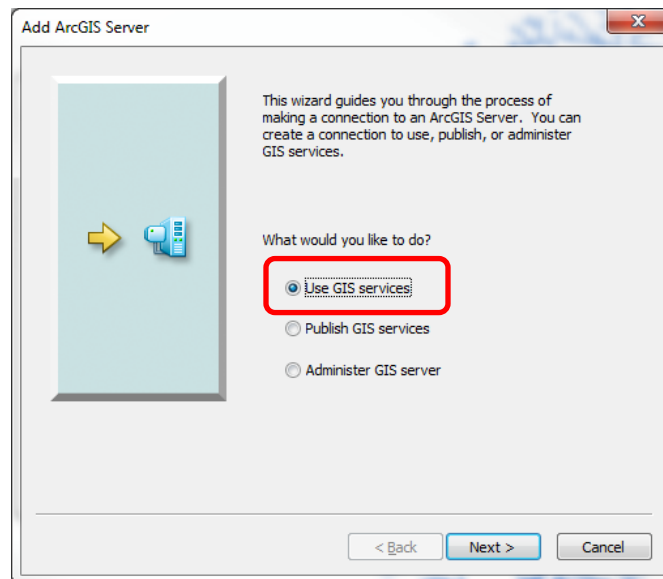 Add ArcGIS Server
This wizard guides you through the process of
making a connection to an ArcGIS Server. You can
create a connection to use, publish, or administer
GIS services.
What would you like to do?
Use GIS services
Publish GIS services
Administer GIS server
< Back Next > Cancel